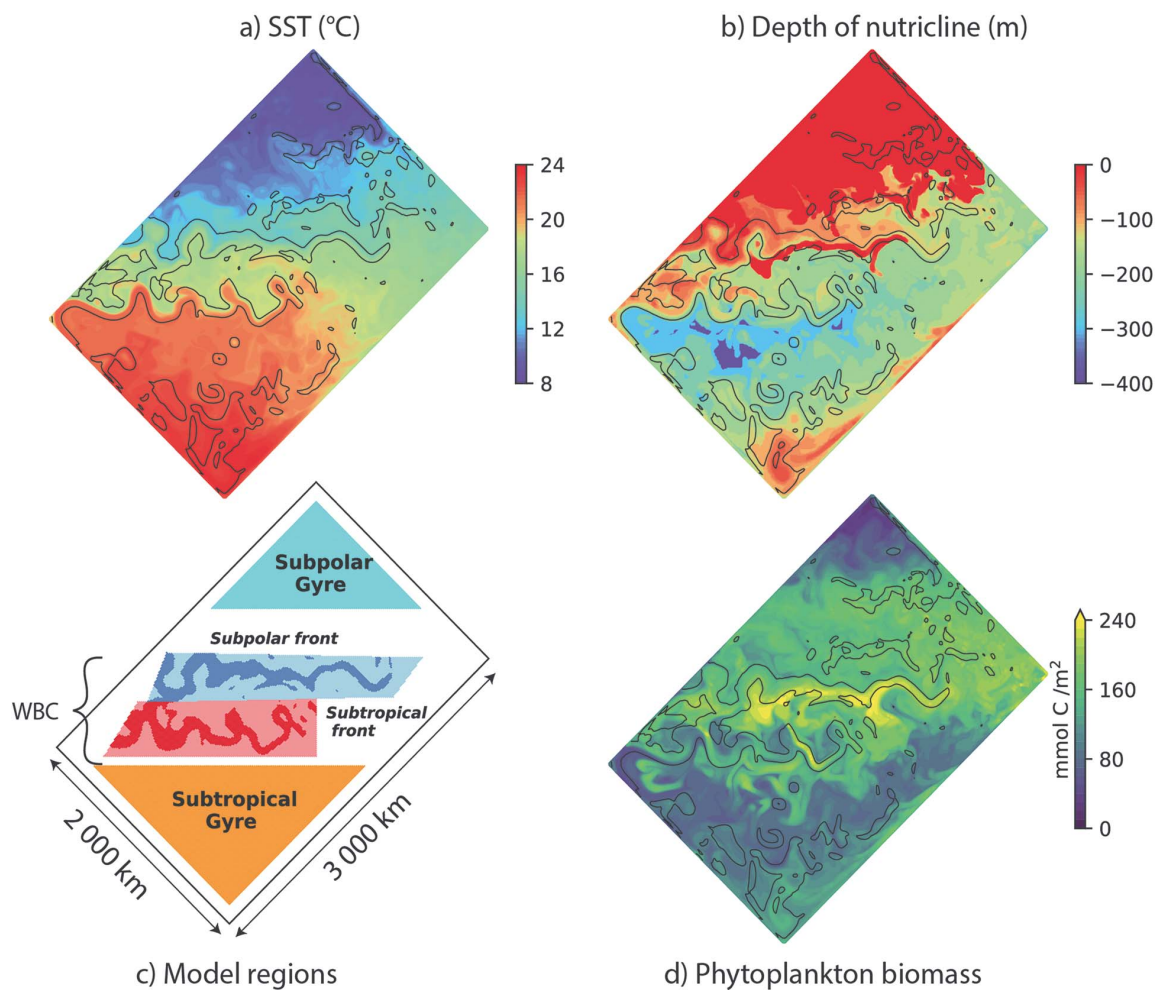 a) SST (°C)
b) Depth of nutricline (m)
24
20
16
12
8
0
−100
−200
−300
−400
Subpolar
Gyre
Subpolar front
WBC
Subtropical
front
Subtropical
Gyre
2 000 km
3 000 km
240
160
80
0
mmol C /m²
c) Model regions
d) Phytoplankton biomass